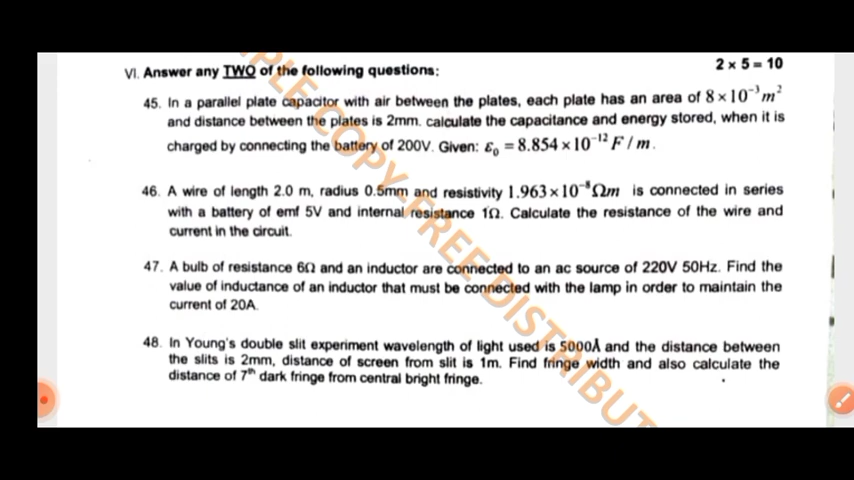 VI. Answer any TWO of the following questions: 2 × 5 = 10
45. In a parallel plate capacitor with air between the plates, each plate has an area of 8×10⁻³ m²
and distance between the plates is 2mm. calculate the capacitance and energy stored, when it is
charged by connecting the battery of 200V. Given: ε₀ = 8.854×10⁻¹² F / m.
46. A wire of length 2.0 m, radius 0.5mm and resistivity 1.963×10⁻⁸Ωm is connected in series
with a battery of emf 5V and internal resistance 1Ω. Calculate the resistance of the wire and
current in the circuit.
47. A bulb of resistance 6Ω and an inductor are connected to an ac source of 220V 50Hz. Find the
value of inductance of an inductor that must be connected with the lamp in order to maintain the
current of 20A.
48. In Young's double slit experiment wavelength of light used is 5000Å and the distance between
the slits is 2mm, distance of screen from slit is 1m. Find fringe width and also calculate the
distance of 7ᵗʰ dark fringe from central bright fringe.
PLE COPY-FREE DISTRIBUT